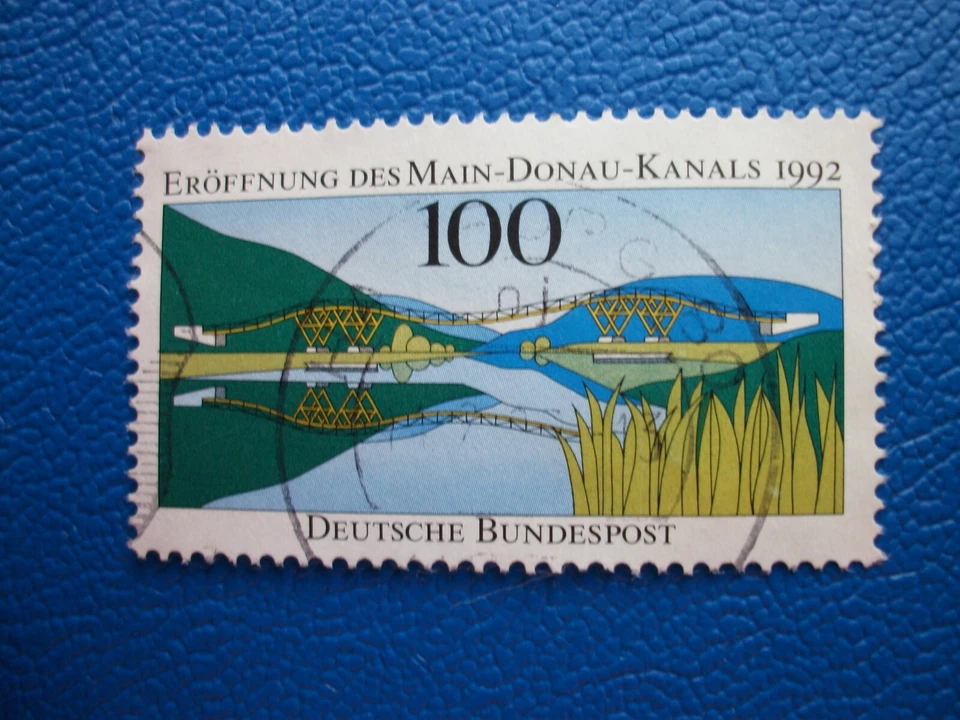 ERÖFFNUNG DES MAIN-DONAU-KANALS 1992
100
DEUTSCHE BUNDESPOST